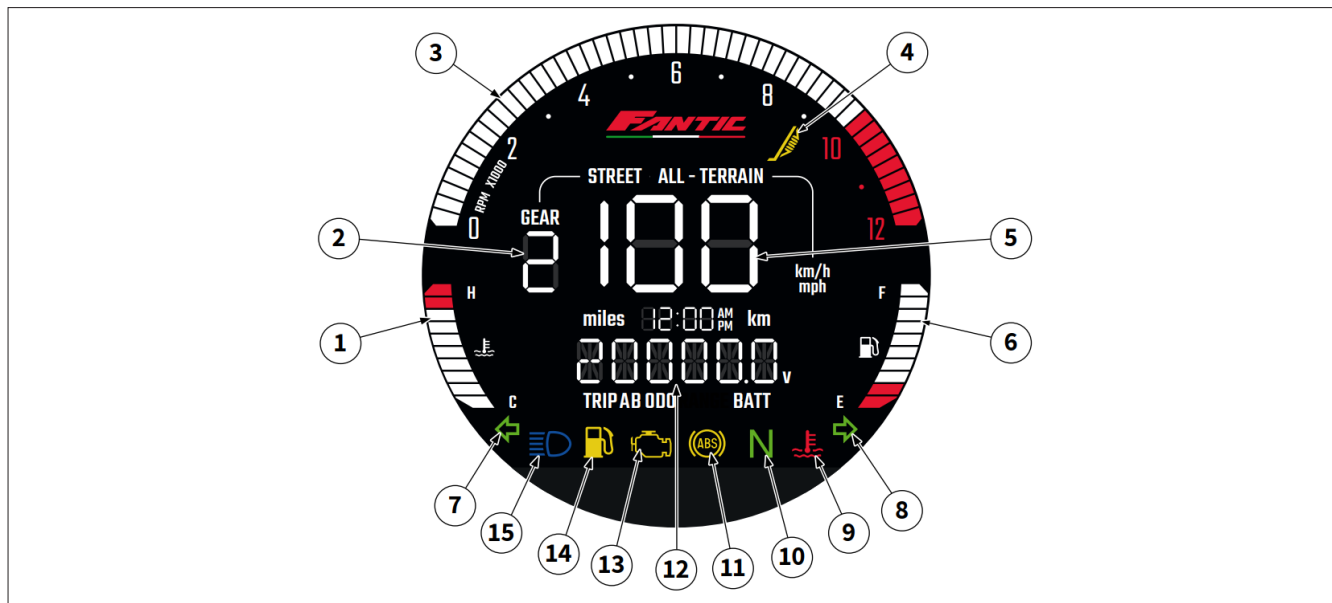 3
4
6
4
8
FANTIC
2
10
RPM X1000
STREET ALL - TERRAIN
GEAR
0
12
2
2
100
5
km/h
mph
H
F
miles 12:00 AM PM km
1
6
20000.0 V
C
TRIP AB ODO BATT
E
ABS
N
7
8
15
14
13
12
11
10
9